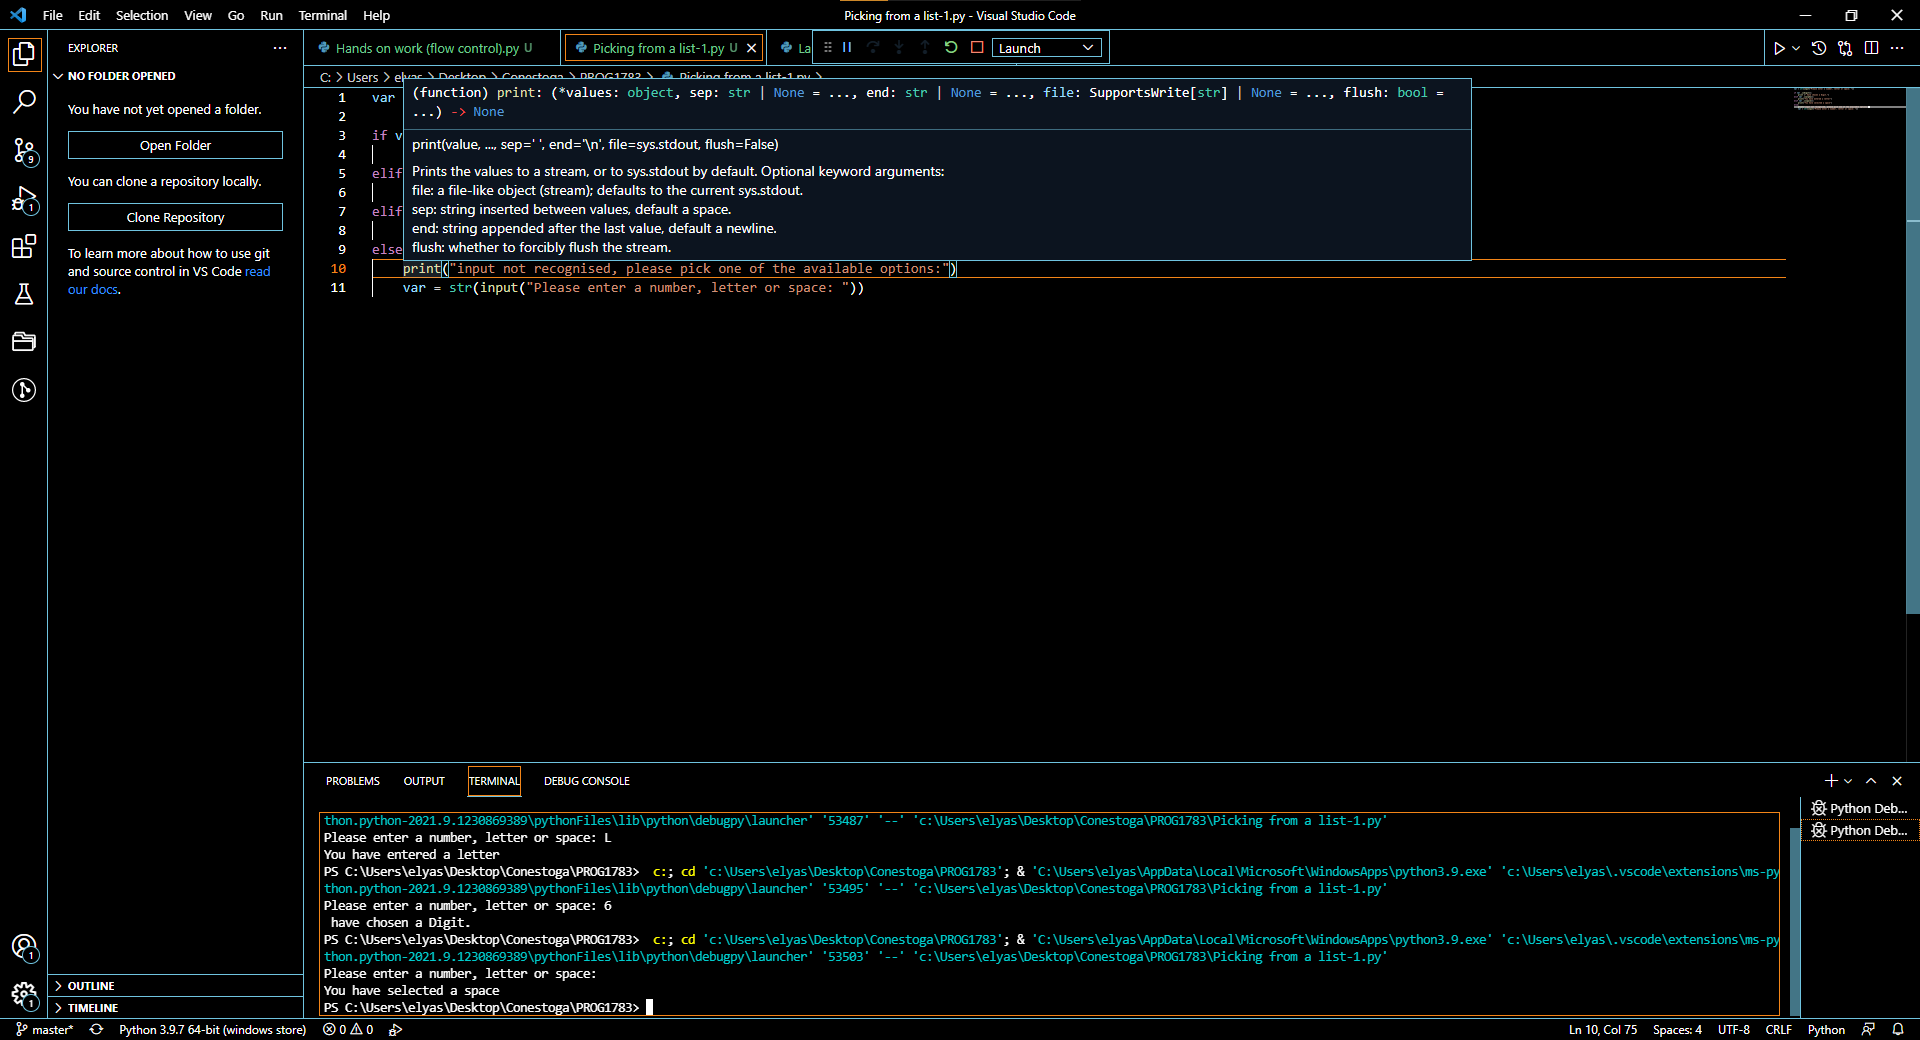 File Edit Selection View Go Run Terminal Help
Picking from a list-1.py - Visual Studio Code
EXPLORER
NO FOLDER OPENED
You have not yet opened a folder.
Open Folder
You can clone a repository locally.
Clone Repository
To learn more about how to use git
and source control in VS Code read
our docs.
OUTLINE
TIMELINE
9
1
1
1
Hands on work (flow control).py U
Picking from a list-1.py U
La
Launch
C: > Users > elyas > Desktop > Conestoga > PROG1783 > Picking from a list-1.py >
1 var
2
3 if v
4
5 elif
6
7 elif
8
9 else
10 print("input not recognised, please pick one of the available options:")
11 var = str(input("Please enter a number, letter or space: "))
(function) print: (*values: object, sep: str | None = ..., end: str | None = ..., file: SupportsWrite[str] | None = ..., flush: bool =
...) -> None
print(value, ..., sep=' ', end='\n', file=sys.stdout, flush=False)
Prints the values to a stream, or to sys.stdout by default. Optional keyword arguments:
file: a file-like object (stream); defaults to the current sys.stdout.
sep: string inserted between values, default a space.
end: string appended after the last value, default a newline.
flush: whether to forcibly flush the stream.
PROBLEMS OUTPUT TERMINAL DEBUG CONSOLE
thon.python-2021.9.1230869389\pythonFiles\lib\python\debugpy\launcher' '53487' '--' 'c:\Users\elyas\Desktop\Conestoga\PROG1783\Picking from a list-1.py'
Please enter a number, letter or space: L
You have entered a letter
PS C:\Users\elyas\Desktop\Conestoga\PROG1783> c:; cd 'c:\Users\elyas\Desktop\Conestoga\PROG1783'; & 'C:\Users\elyas\AppData\Local\Microsoft\WindowsApps\python3.9.exe' 'c:\Users\elyas\.vscode\extensions\ms-py
thon.python-2021.9.1230869389\pythonFiles\lib\python\debugpy\launcher' '53495' '--' 'c:\Users\elyas\Desktop\Conestoga\PROG1783\Picking from a list-1.py'
Please enter a number, letter or space: 6
have chosen a Digit.
PS C:\Users\elyas\Desktop\Conestoga\PROG1783> c:; cd 'c:\Users\elyas\Desktop\Conestoga\PROG1783'; & 'C:\Users\elyas\AppData\Local\Microsoft\WindowsApps\python3.9.exe' 'c:\Users\elyas\.vscode\extensions\ms-py
thon.python-2021.9.1230869389\pythonFiles\lib\python\debugpy\launcher' '53503' '--' 'c:\Users\elyas\Desktop\Conestoga\PROG1783\Picking from a list-1.py'
Please enter a number, letter or space:
You have selected a space
PS C:\Users\elyas\Desktop\Conestoga\PROG1783>
Python Deb...
Python Deb...
master* Python 3.9.7 64-bit (windows store) 0 0
Ln 10, Col 75 Spaces: 4 UTF-8 CRLF Python